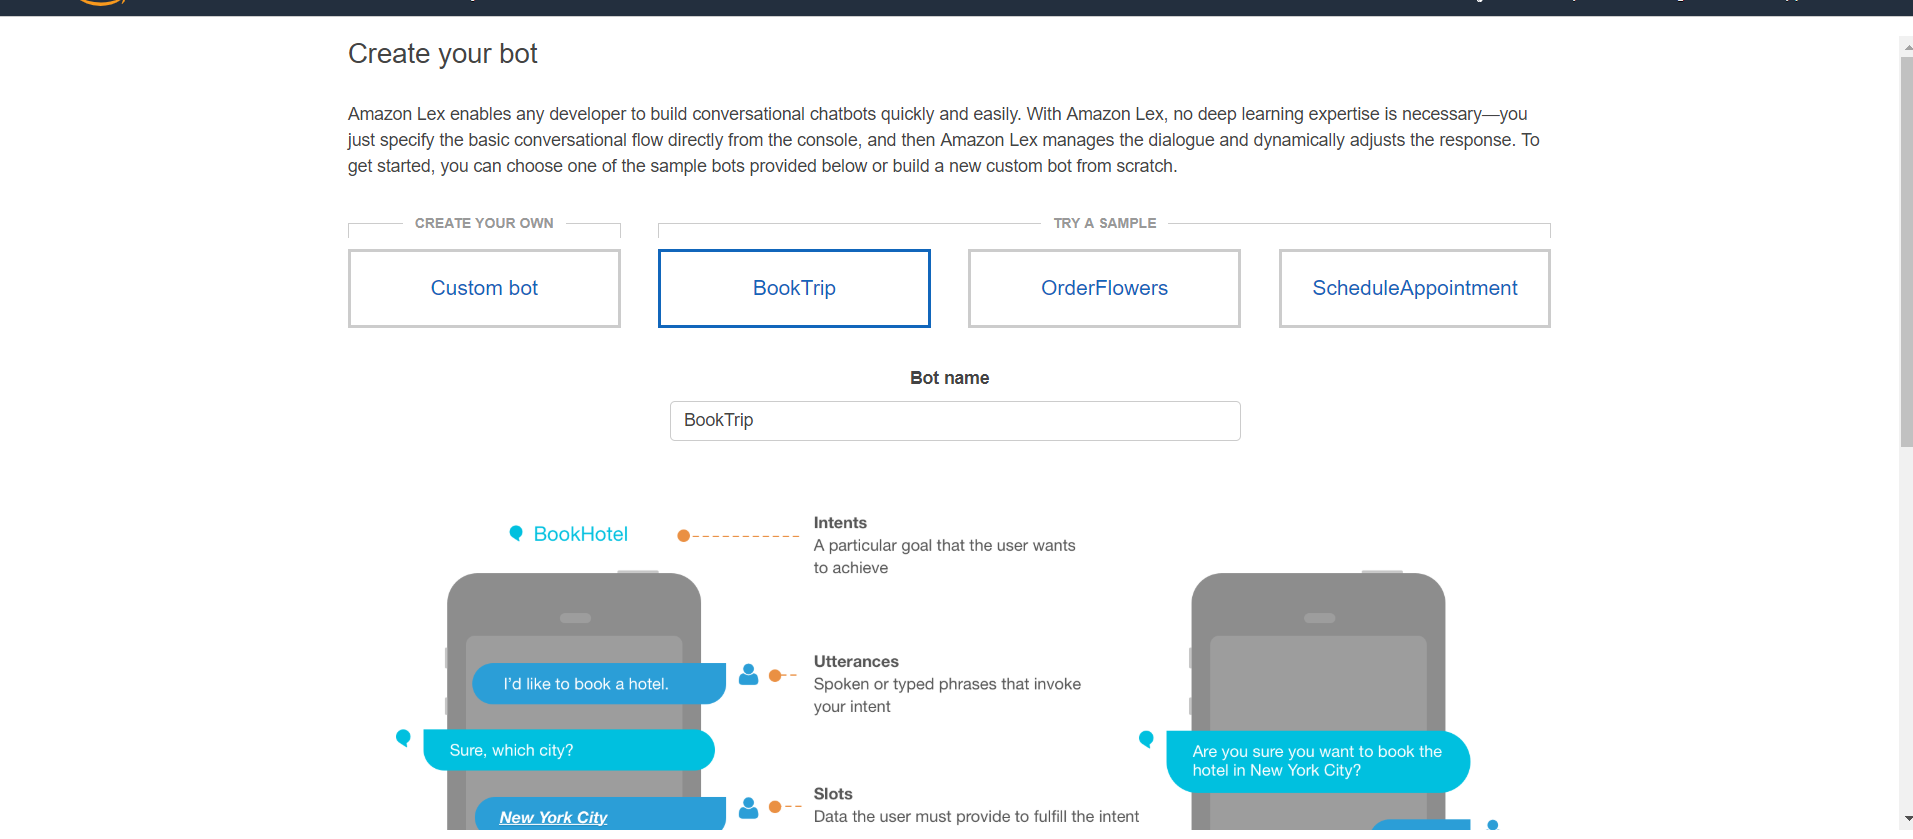 Create your bot
Amazon Lex enables any developer to build conversational chatbots quickly and easily. With Amazon Lex, no deep learning expertise is necessary—you
just specify the basic conversational flow directly from the console, and then Amazon Lex manages the dialogue and dynamically adjusts the response. To
get started, you can choose one of the sample bots provided below or build a new custom bot from scratch.
CREATE YOUR OWN
TRY A SAMPLE
Custom bot
BookTrip
OrderFlowers
ScheduleAppointment
Bot name
BookTrip
BookHotel
Intents
A particular goal that the user wants
to achieve
I'd like to book a hotel.
Utterances
Spoken or typed phrases that invoke
your intent
Sure, which city?
Are you sure you want to book the
hotel in New York City?
New York City
Slots
Data the user must provide to fulfill the intent